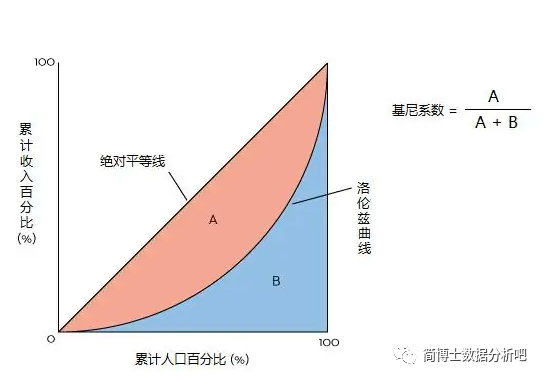 100
累计收入百分比(%)
绝对平等线
A
B
洛伦兹曲线
基尼系数 =
A
A + B
0
100
累计人口百分比 (%)
简博士数据分析吧